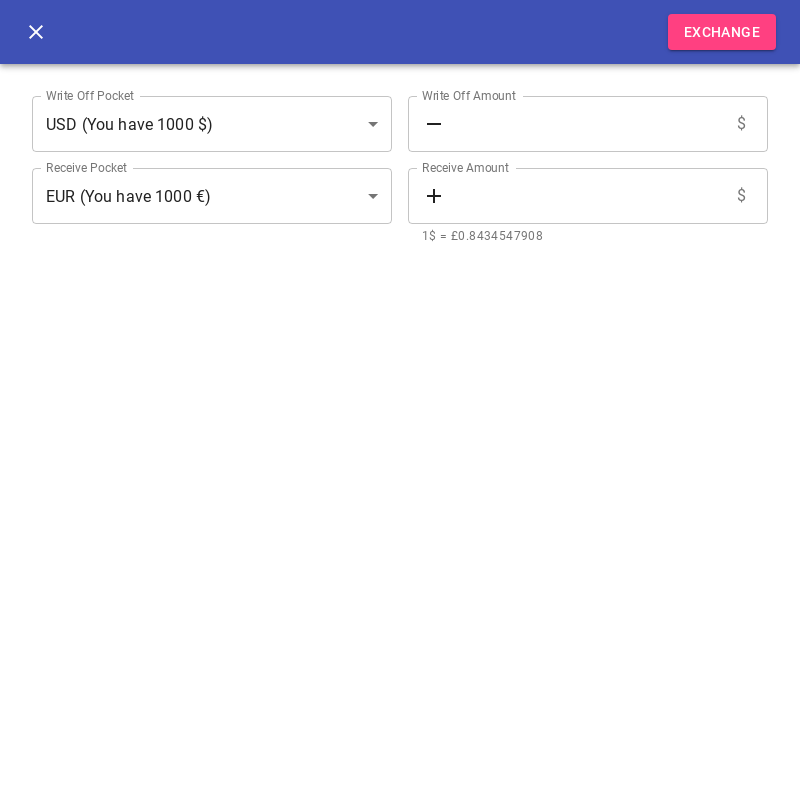 EXCHANGE
Write Off Pocket
USD (You have 1000 $)
Write Off Amount
$
Receive Pocket
EUR (You have 1000 €)
Receive Amount
$
1$ = £0.8434547908